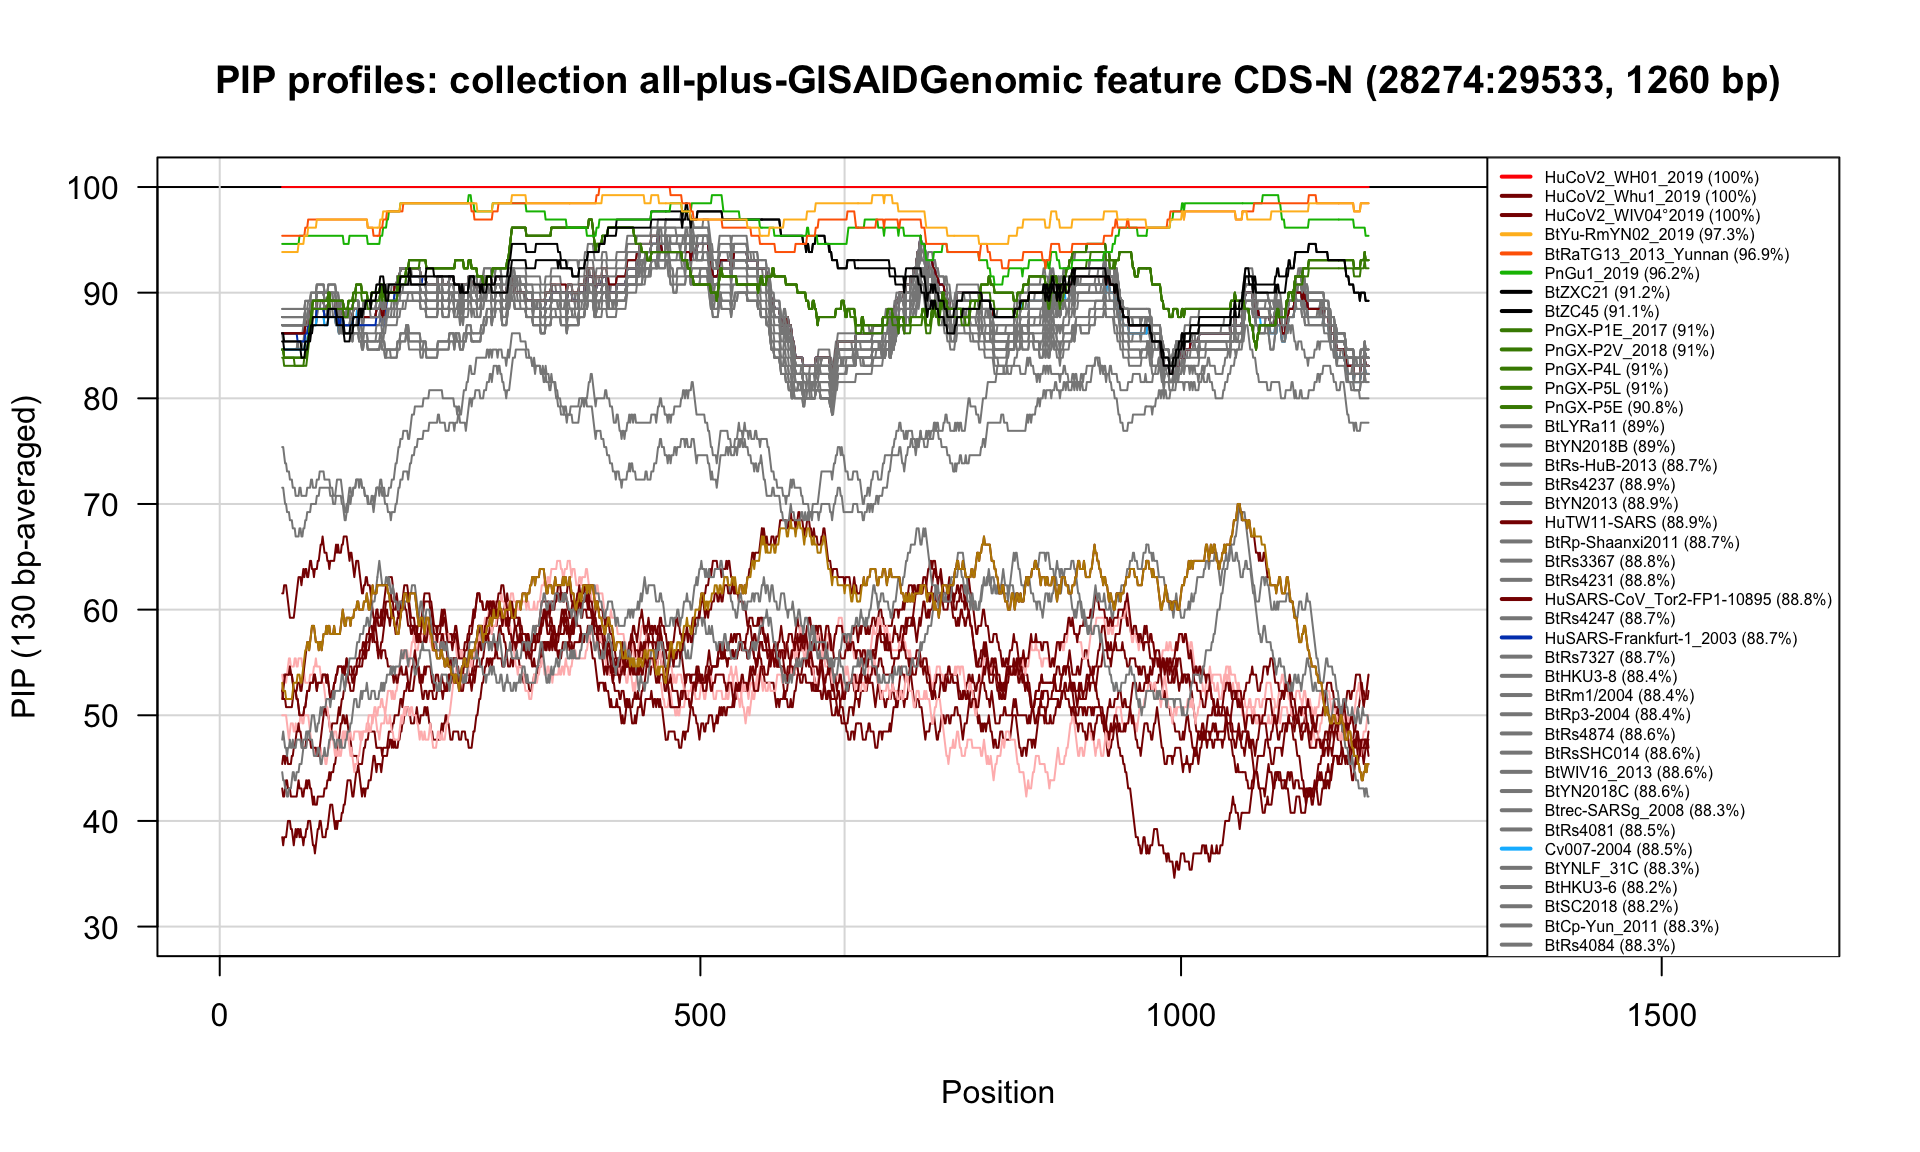 PIP profiles: collection all-plus-GISAIDGenomic feature CDS-N (28274:29533, 1260 bp)
PIP (130 bp-averaged)
100
90
80
70
60
50
40
30
0
500
1000
1500
Position
HuCoV2_WH01_2019 (100%)
HuCoV2_Whu1_2019 (100%)
HuCoV2_WIV04°2019 (100%)
BtYu-RmYN02_2019 (97.3%)
BtRaTG13_2013_Yunnan (96.9%)
PnGu1_2019 (96.2%)
BtZXC21 (91.2%)
BtZC45 (91.1%)
PnGX-P1E_2017 (91%)
PnGX-P2V_2018 (91%)
PnGX-P4L (91%)
PnGX-P5L (91%)
PnGX-P5E (90.8%)
BtLYRa11 (89%)
BtYN2018B (89%)
BtRs-HuB-2013 (88.7%)
BtRs4237 (88.9%)
BtYN2013 (88.9%)
HuTW11-SARS (88.9%)
BtRp-Shaanxi2011 (88.7%)
BtRs3367 (88.8%)
BtRs4231 (88.8%)
HuSARS-CoV_Tor2-FP1-10895 (88.8%)
BtRs4247 (88.7%)
HuSARS-Frankfurt-1_2003 (88.7%)
BtRs7327 (88.7%)
BtHKU3-8 (88.4%)
BtRm1/2004 (88.4%)
BtRp3-2004 (88.4%)
BtRs4874 (88.6%)
BtRsSHC014 (88.6%)
BtWIV16_2013 (88.6%)
BtYN2018C (88.6%)
Btrec-SARSg_2008 (88.3%)
BtRs4081 (88.5%)
Cv007-2004 (88.5%)
BtYNLF_31C (88.3%)
BtHKU3-6 (88.2%)
BtSC2018 (88.2%)
BtCp-Yun_2011 (88.3%)
BtRs4084 (88.3%)